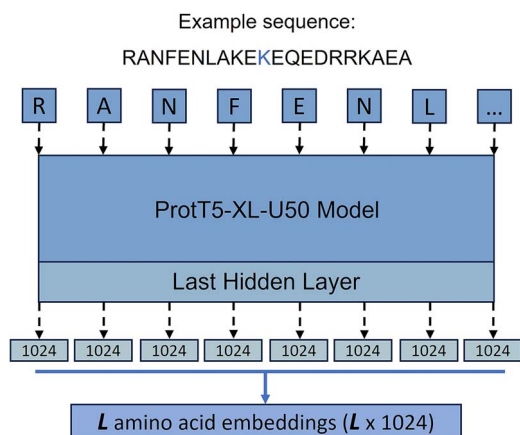 Example sequence:
RANFENLAKEKEQEDRRKAEA
R A N F E N L ...
ProtT5-XL-U50 Model
Last Hidden Layer
1024 1024 1024 1024 1024 1024 1024 1024
L amino acid embeddings (L x 1024)